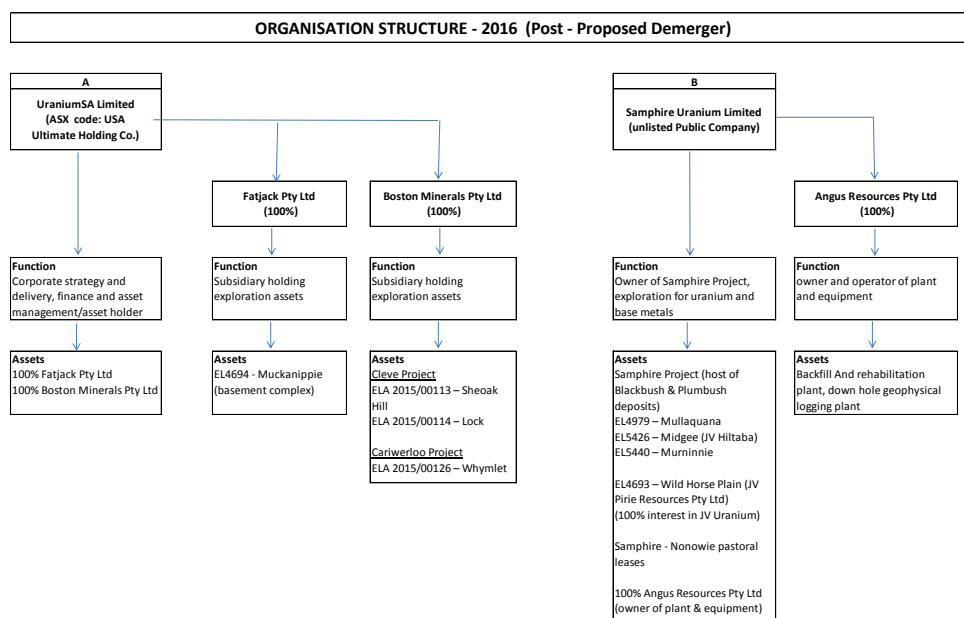 ORGANISATION STRUCTURE - 2016 (Post - Proposed Demerger)
A
UraniumSA Limited
(ASX code: USA
Ultimate Holding Co.)
B
Samphire Uranium Limited
(unlisted Public Company)
Fatjack Pty Ltd
(100%)
Boston Minerals Pty Ltd
(100%)
Angus Resources Pty Ltd
(100%)
Function
Corporate strategy and
delivery, finance and asset
management/asset holder
Function
Subsidiary holding
exploration assets
Function
Subsidiary holding
exploration assets
Function
Owner of Samphire Project,
exploration for uranium and
base metals
Function
owner and operator of plant
and equipment
Assets
100% Fatjack Pty Ltd
100% Boston Minerals Pty Ltd
Assets
EL4694 - Muckanippie
(basement complex)
Assets
Cleve Project
ELA 2015/00113 – Sheoak
Hill
ELA 2015/00114 – Lock
Cariwerloo Project
ELA 2015/00126 – Whymlet
Assets
Samphire Project (host of
Blackbush & Plumbush
deposits)
EL4979 – Mullaquana
EL5426 – Midgee (JV Hiltaba)
EL5440 – Murninnie
EL4693 – Wild Horse Plain (JV
Pirie Resources Pty Ltd)
(100% interest in JV Uranium)
Samphire - Nonowie pastoral
leases
100% Angus Resources Pty Ltd
(owner of plant & equipment)
Assets
Backfill And rehabilitation
plant, down hole geophysical
logging plant